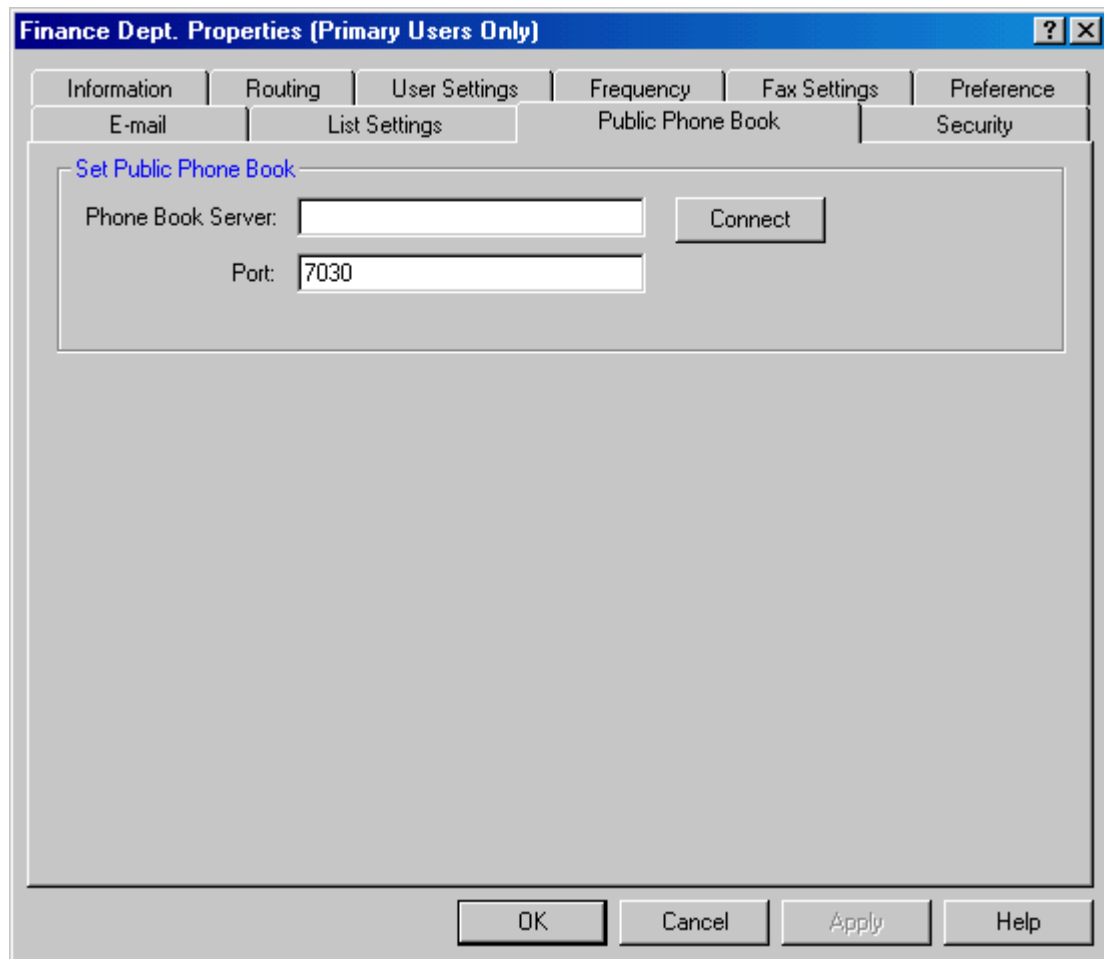 Finance Dept. Properties (Primary Users Only)
Information Routing User Settings Frequency Fax Settings Preference
E-mail List Settings Public Phone Book Security
Set Public Phone Book
Phone Book Server: Connect
Port: 7030
OK Cancel Apply Help